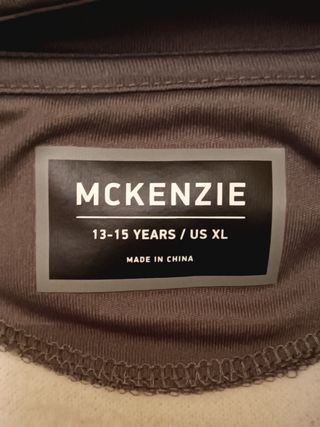 MCKENZIE
13-15 YEARS / US XL
MADE IN CHINA